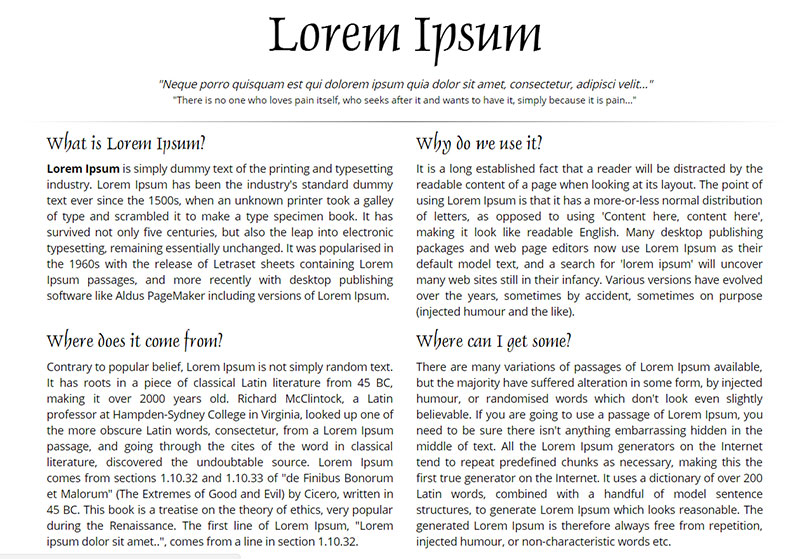 Lorem Ipsum
"Neque porro quisquam est qui dolorem ipsum quia dolor sit amet, consectetur, adipisci velit..."
"There is no one who loves pain itself, who seeks after it and wants to have it, simply because it is pain..."
What is Lorem Ipsum?
Lorem Ipsum is simply dummy text of the printing and typesetting
industry. Lorem Ipsum has been the industry's standard dummy
text ever since the 1500s, when an unknown printer took a galley
of type and scrambled it to make a type specimen book. It has
survived not only five centuries, but also the leap into electronic
typesetting, remaining essentially unchanged. It was popularised in
the 1960s with the release of Letraset sheets containing Lorem
Ipsum passages, and more recently with desktop publishing
software like Aldus PageMaker including versions of Lorem Ipsum.
Why do we use it?
It is a long established fact that a reader will be distracted by the
readable content of a page when looking at its layout. The point of
using Lorem Ipsum is that it has a more-or-less normal distribution
of letters, as opposed to using 'Content here, content here',
making it look like readable English. Many desktop publishing
packages and web page editors now use Lorem Ipsum as their
default model text, and a search for 'lorem ipsum' will uncover
many web sites still in their infancy. Various versions have evolved
over the years, sometimes by accident, sometimes on purpose
(injected humour and the like).
Where does it come from?
Contrary to popular belief, Lorem Ipsum is not simply random text.
It has roots in a piece of classical Latin literature from 45 BC,
making it over 2000 years old. Richard McClintock, a Latin
professor at Hampden-Sydney College in Virginia, looked up one of
the more obscure Latin words, consectetur, from a Lorem Ipsum
passage, and going through the cites of the word in classical
literature, discovered the undoubtable source. Lorem Ipsum
comes from sections 1.10.32 and 1.10.33 of "de Finibus Bonorum
et Malorum" (The Extremes of Good and Evil) by Cicero, written in
45 BC. This book is a treatise on the theory of ethics, very popular
during the Renaissance. The first line of Lorem Ipsum, "Lorem
ipsum dolor sit amet..", comes from a line in section 1.10.32.
Where can I get some?
There are many variations of passages of Lorem Ipsum available,
but the majority have suffered alteration in some form, by injected
humour, or randomised words which don't look even slightly
believable. If you are going to use a passage of Lorem Ipsum, you
need to be sure there isn't anything embarrassing hidden in the
middle of text. All the Lorem Ipsum generators on the Internet
tend to repeat predefined chunks as necessary, making this the
first true generator on the Internet. It uses a dictionary of over 200
Latin words, combined with a handful of model sentence
structures, to generate Lorem Ipsum which looks reasonable. The
generated Lorem Ipsum is therefore always free from repetition,
injected humour, or non-characteristic words etc.